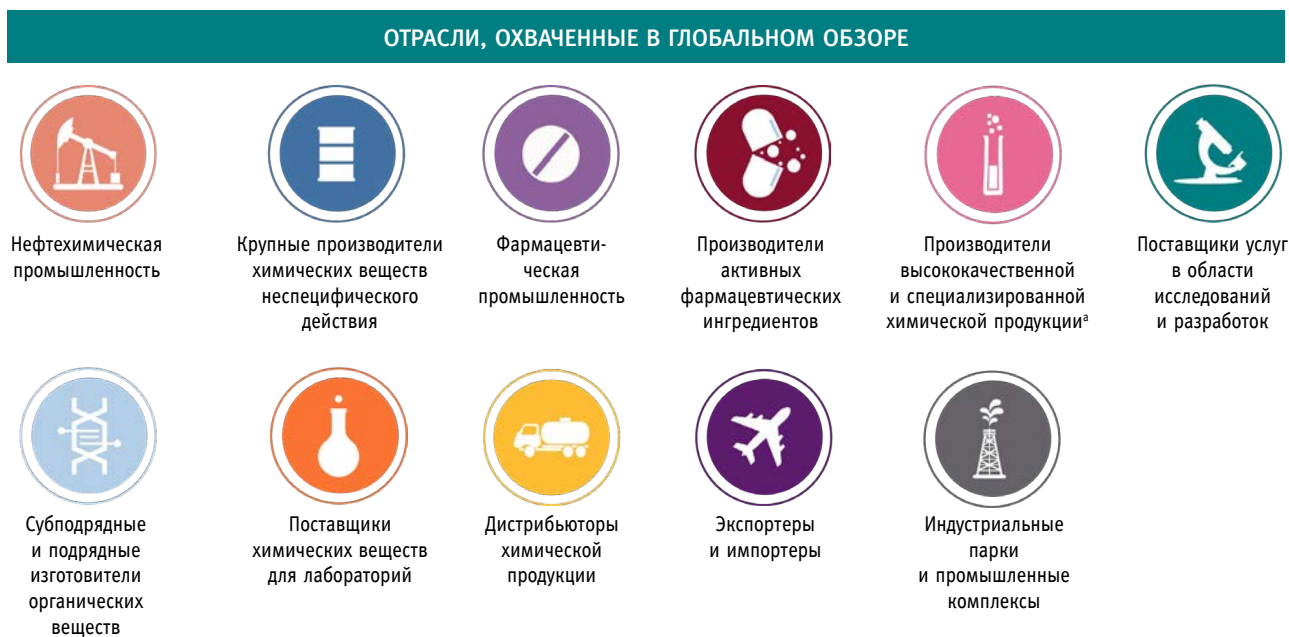 ОТРАСЛИ, ОХВАЧЕННЫЕ В ГЛОБАЛЬНОМ ОБЗОРЕ
Нефтехимическая
промышленность
Крупные производители
химических веществ
неспецифического
действия
Фармацевти-
ческая
промышленность
Производители
активных
фармацевтических
ингредиентов
Производители
высококачественной
и специализированной
химической продукцииª
Поставщики услуг
в области
исследований
и разработок
Субподрядные
и подрядные
изготовители
органических
веществ
Поставщики
химических веществ
для лабораторий
Дистрибьюторы
химической
продукции
Экспортеры
и импортеры
Индустриальные
парки
и промышленные
комплексы